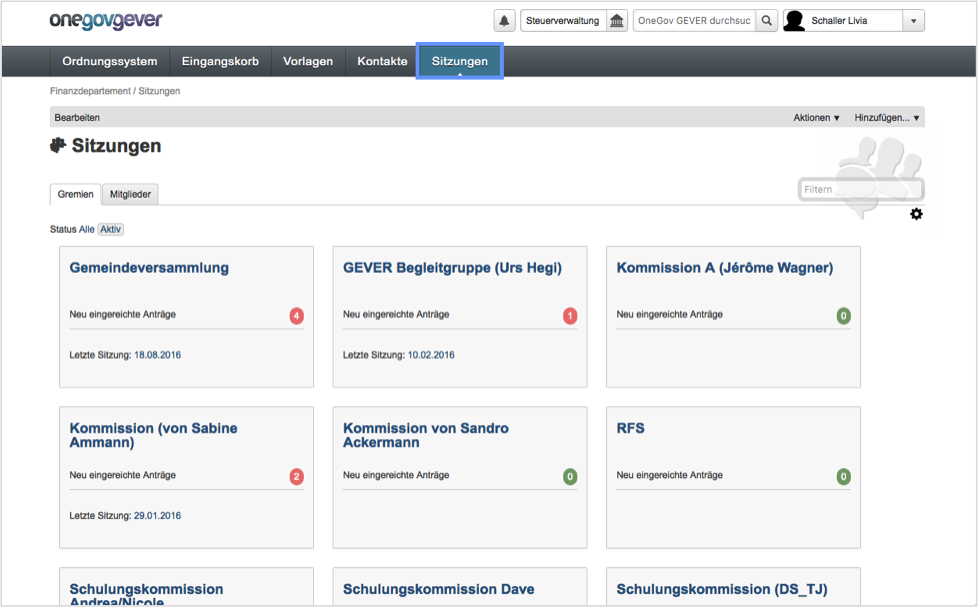 onegovgever
Steuerverwaltung
OneGov GEVER durchsuc
Schaller Livia
Ordnungssystem
Eingangskorb
Vorlagen
Kontakte
Sitzungen
Finanzdepartement / Sitzungen
Bearbeiten
Aktionen ▼
Hinzufügen... ▼
Sitzungen
Gremien
Mitglieder
Filtern
Status Alle Aktiv
Gemeindeversammlung
Neu eingereichte Anträge
4
Letzte Sitzung: 18.08.2016
GEVER Begleitgruppe (Urs Hegi)
Neu eingereichte Anträge
1
Letzte Sitzung: 10.02.2016
Kommission A (Jérôme Wagner)
Neu eingereichte Anträge
0
Kommission (von Sabine
Ammann)
Neu eingereichte Anträge
2
Letzte Sitzung: 29.01.2016
Kommission von Sandro
Ackermann
Neu eingereichte Anträge
0
RFS
Neu eingereichte Anträge
0
Schulungskommission
Andrea/Nicole
Schulungskommission Dave
Schulungskommission (DS_TJ)